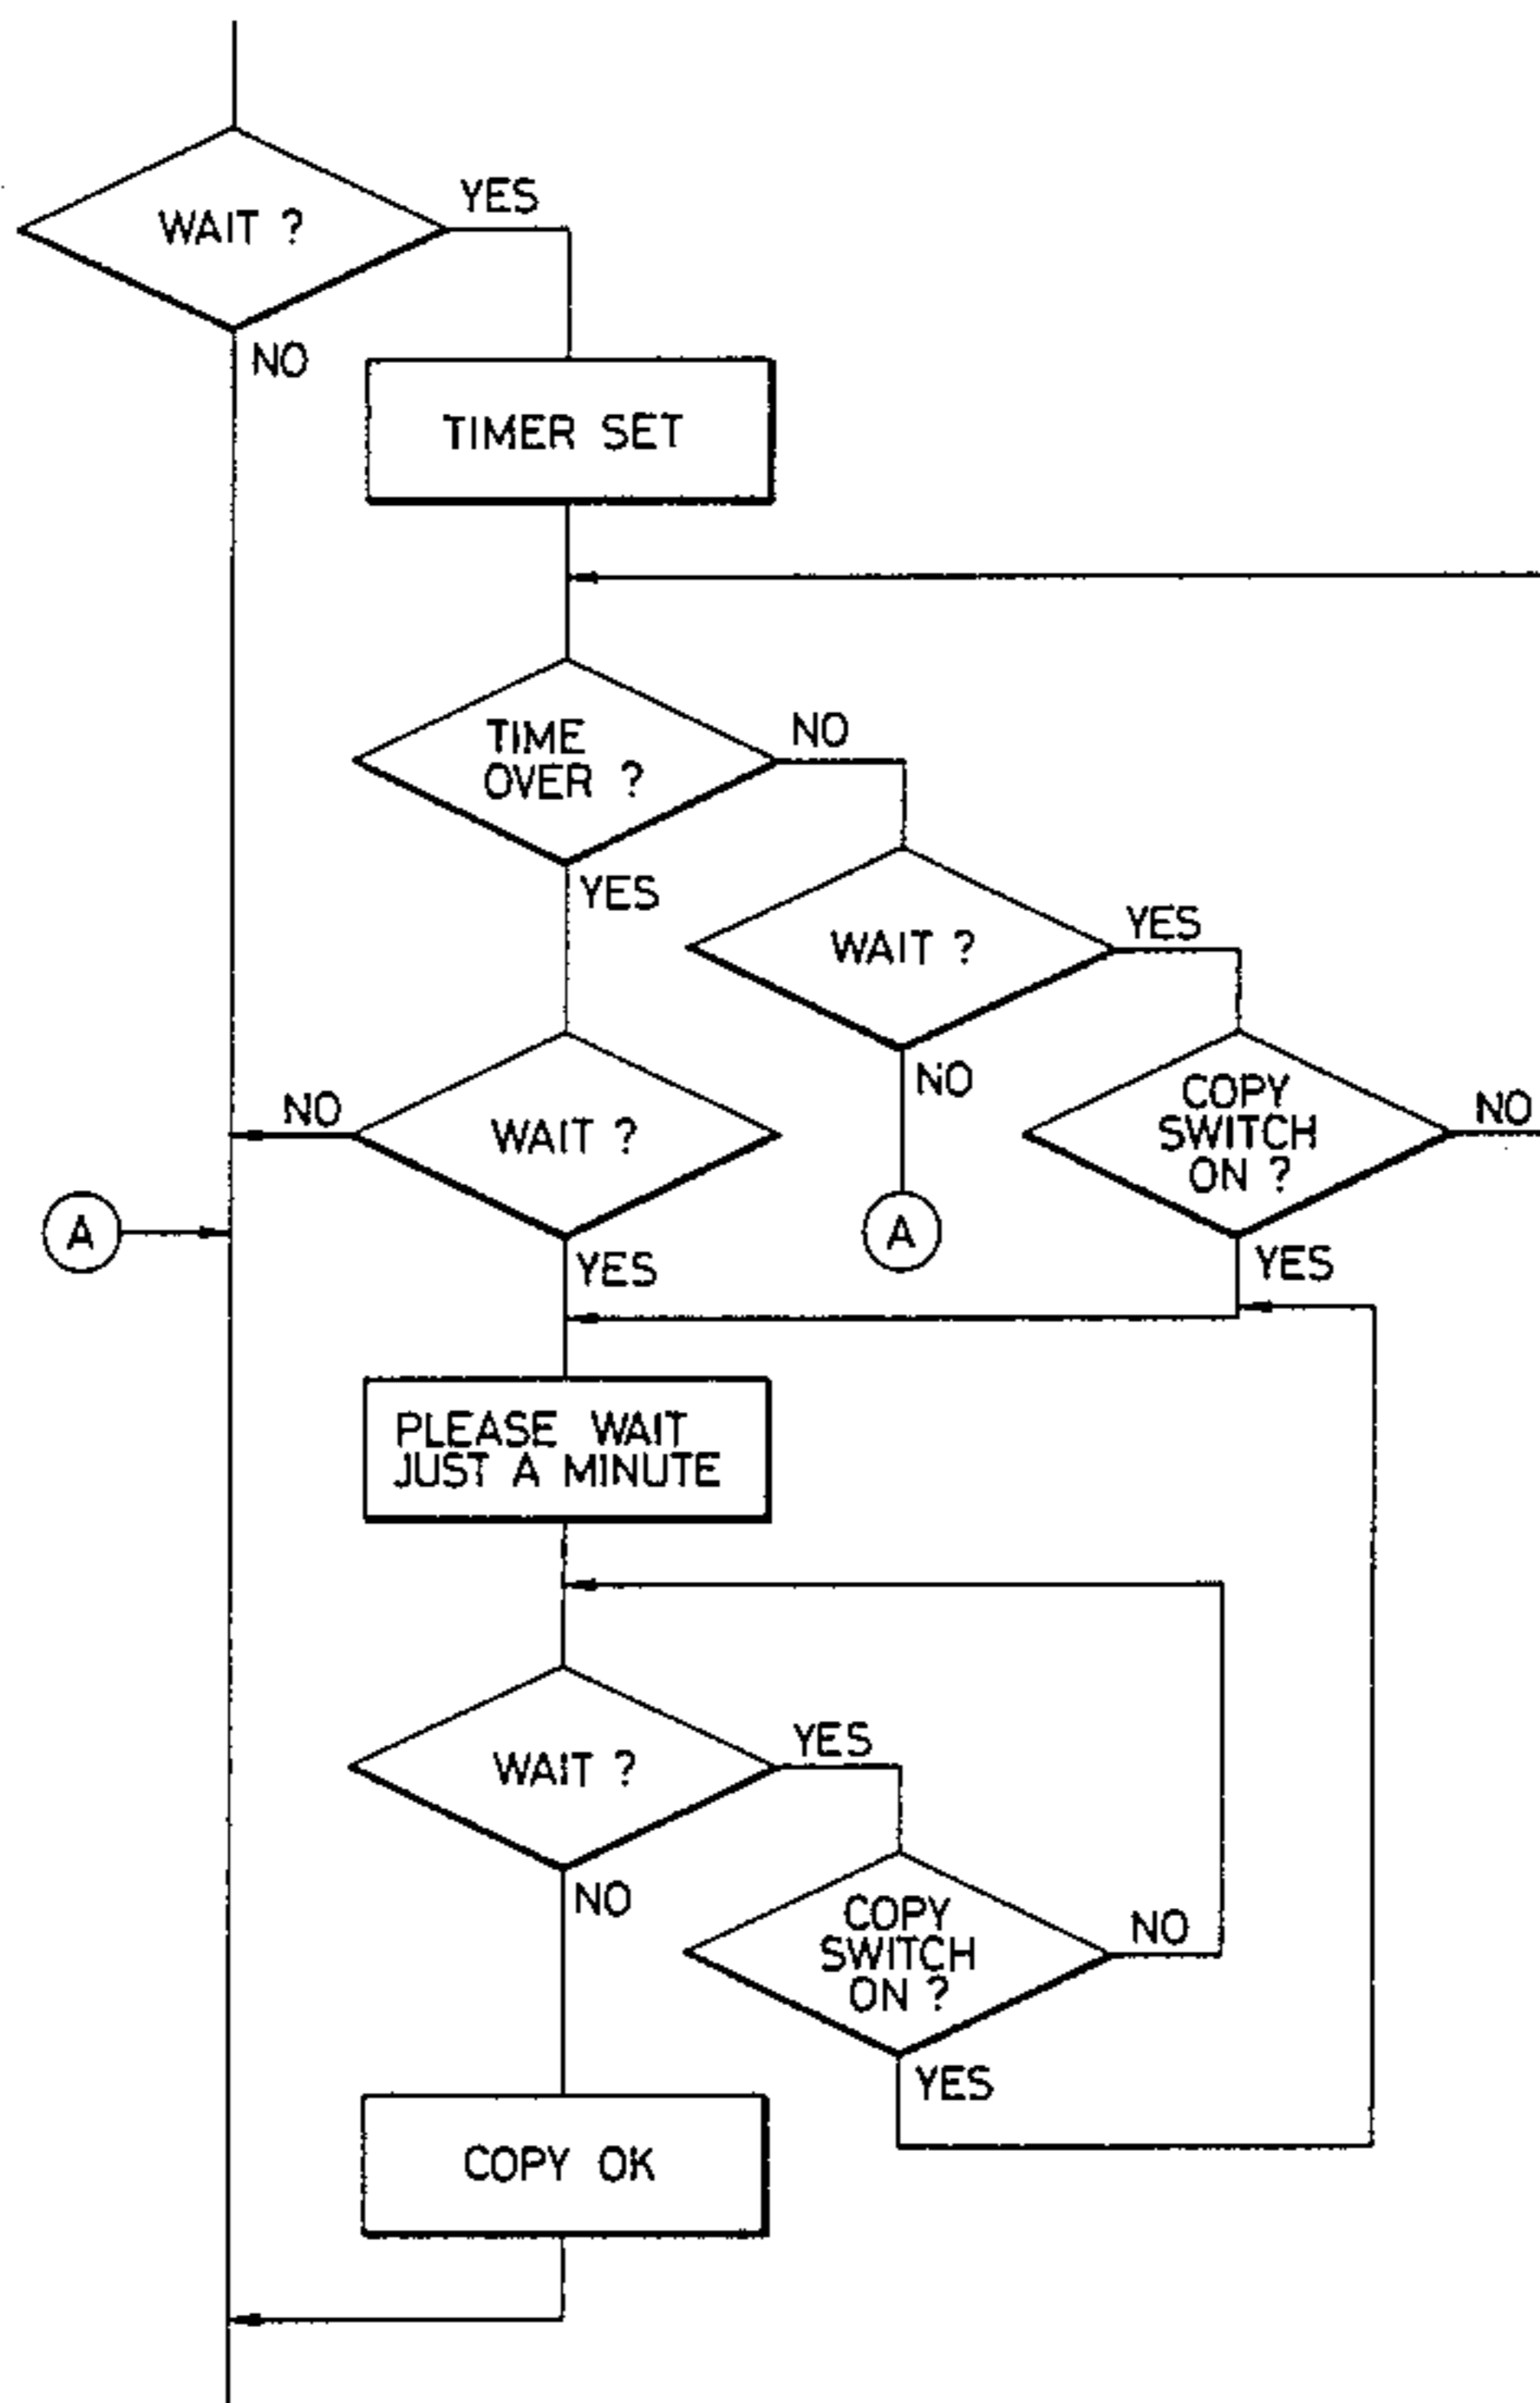 WAIT ?
YES
NO
TIMER SET
TIME
OVER ?
NO
YES
WAIT ?
YES
NO
COPY
SWITCH
ON ?
NO
YES
WAIT ?
NO
YES
A
A
PLEASE WAIT
JUST A MINUTE
WAIT ?
YES
NO
COPY
SWITCH
ON ?
NO
YES
COPY OK